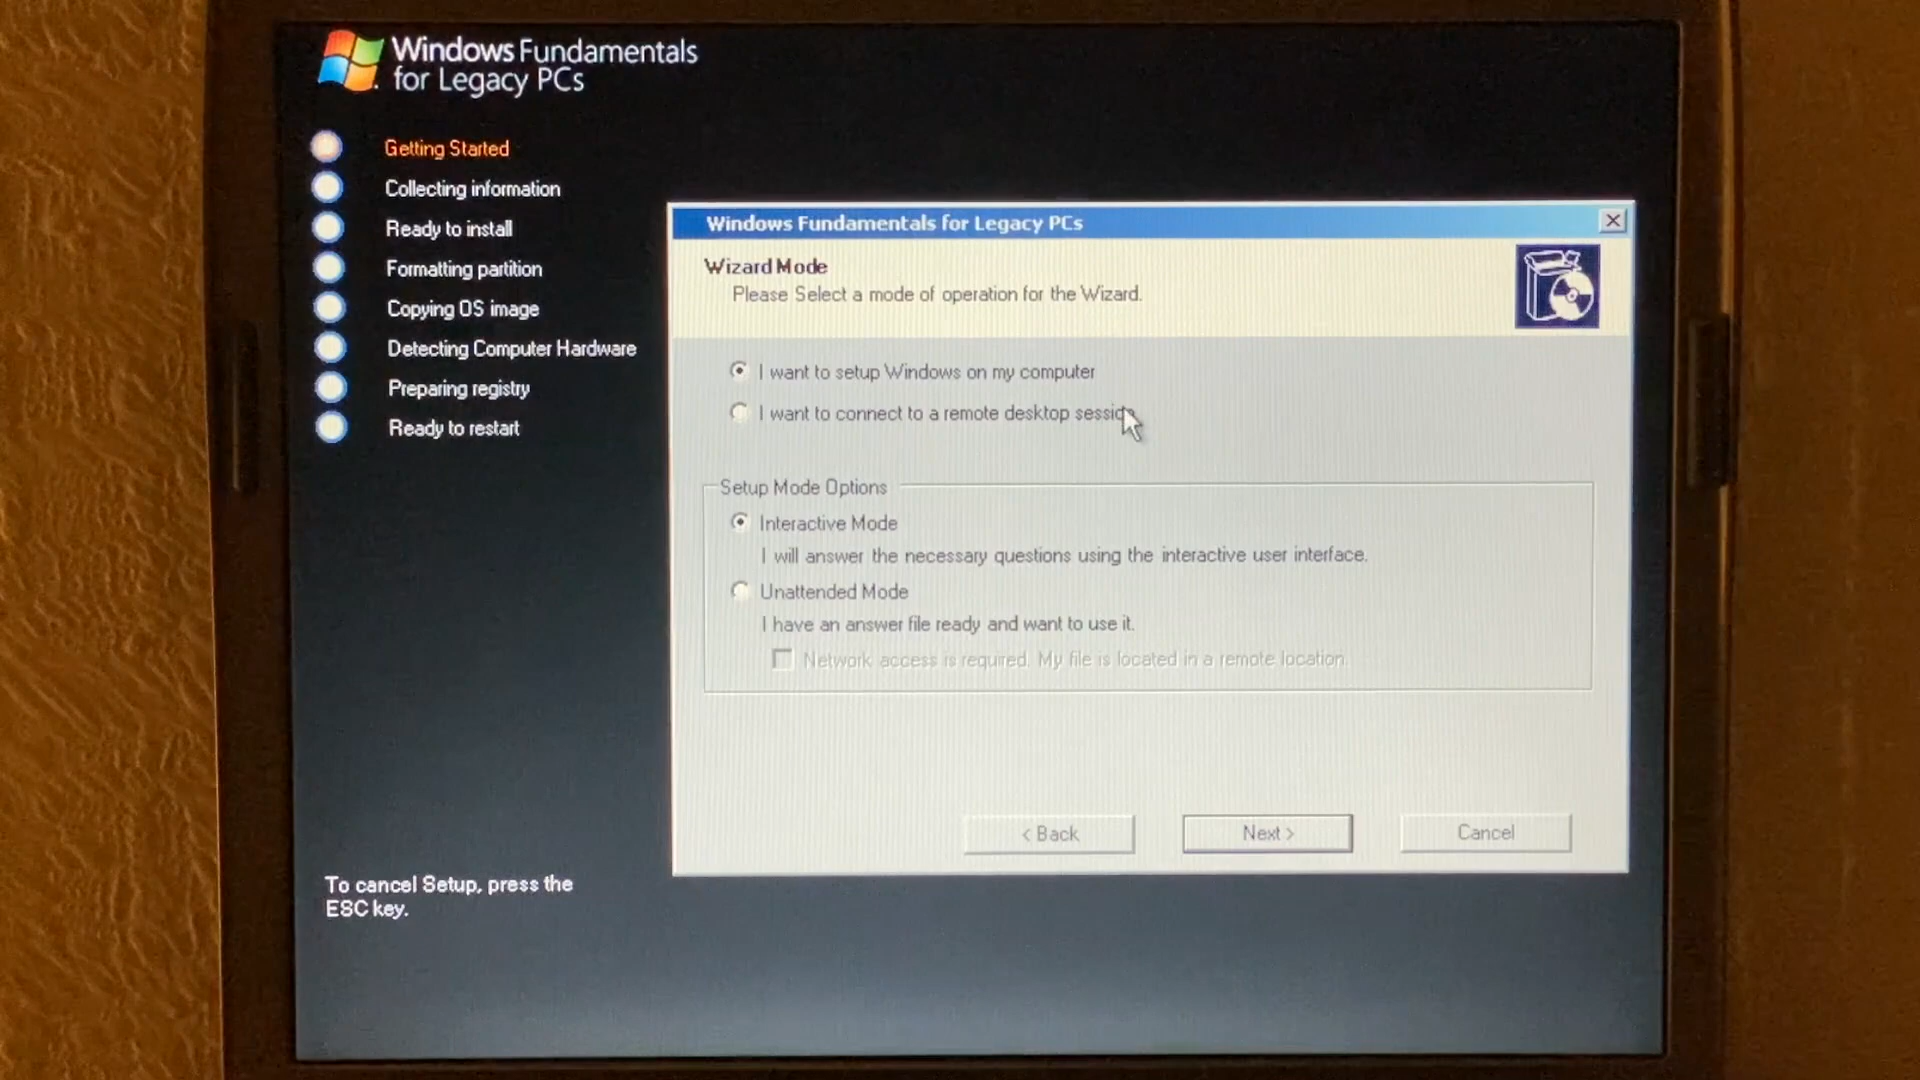 Windows Fundamentals
for Legacy PCs
Getting Started
Collecting information
Ready to install
Formatting partition
Copying OS image
Detecting Computer Hardware
Preparing registry
Ready to restart
To cancel Setup, press the
ESC key.
Windows Fundamentals for Legacy PCs
Wizard Mode
Please Select a mode of operation for the Wizard.
I want to setup Windows on my computer
I want to connect to a remote desktop session
Setup Mode Options
Interactive Mode
I will answer the necessary questions using the interactive user interface.
Unattended Mode
I have an answer file ready and want to use it.
Network access is required. My file is located in a remote location.
< Back
Next >
Cancel